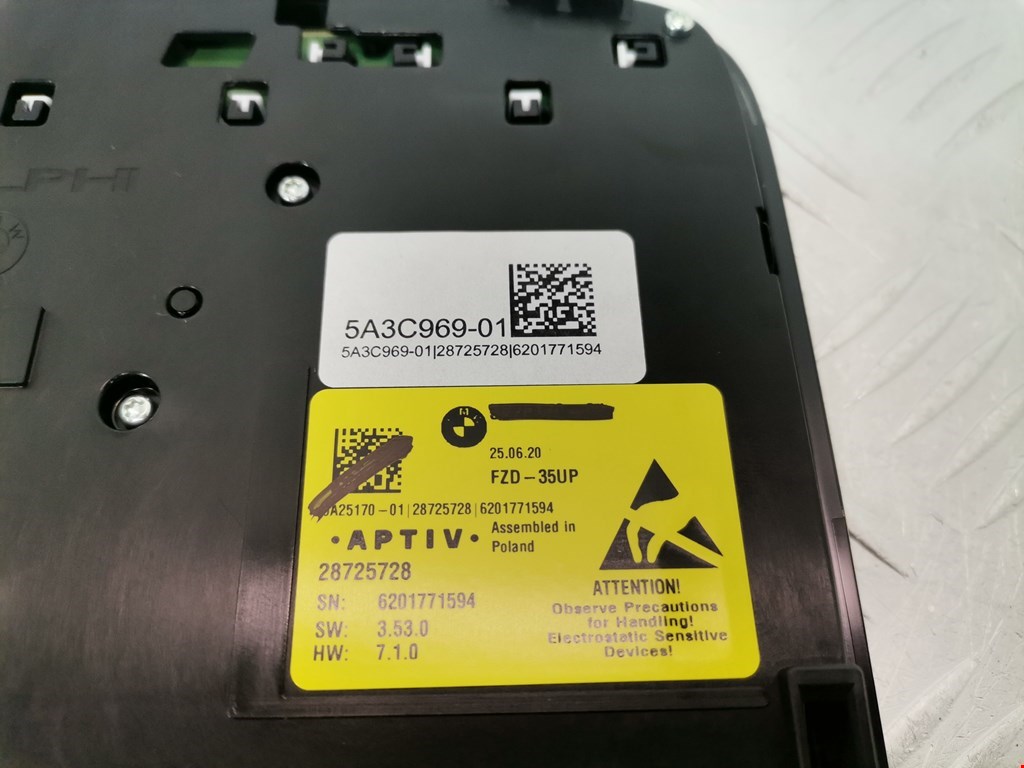 LPHI
5A3C969-01
5A3C969-01|28725728|6201771594
25.06.20
FZD-35UP
A25170-01|28725728|6201771594
•APTIV•
Assembled in
Poland
28725728
SN: 6201771594
SW: 3.53.0
HW: 7.1.0
ATTENTION!
Observe Precautions
for Handling!
Electrostatic Sensitive
Devices!